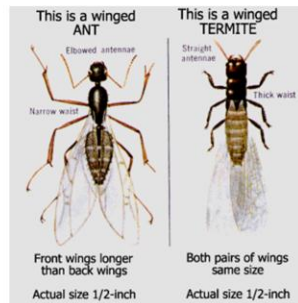 This is a winged
ANT
Elbowed antennae
Narrow waist
Front wings longer
than back wings
Actual size 1/2-inch
This is a winged
TERMITE
Straight
antennae
Thick waist
Both pairs of wings
same size
Actual size 1/2-inch